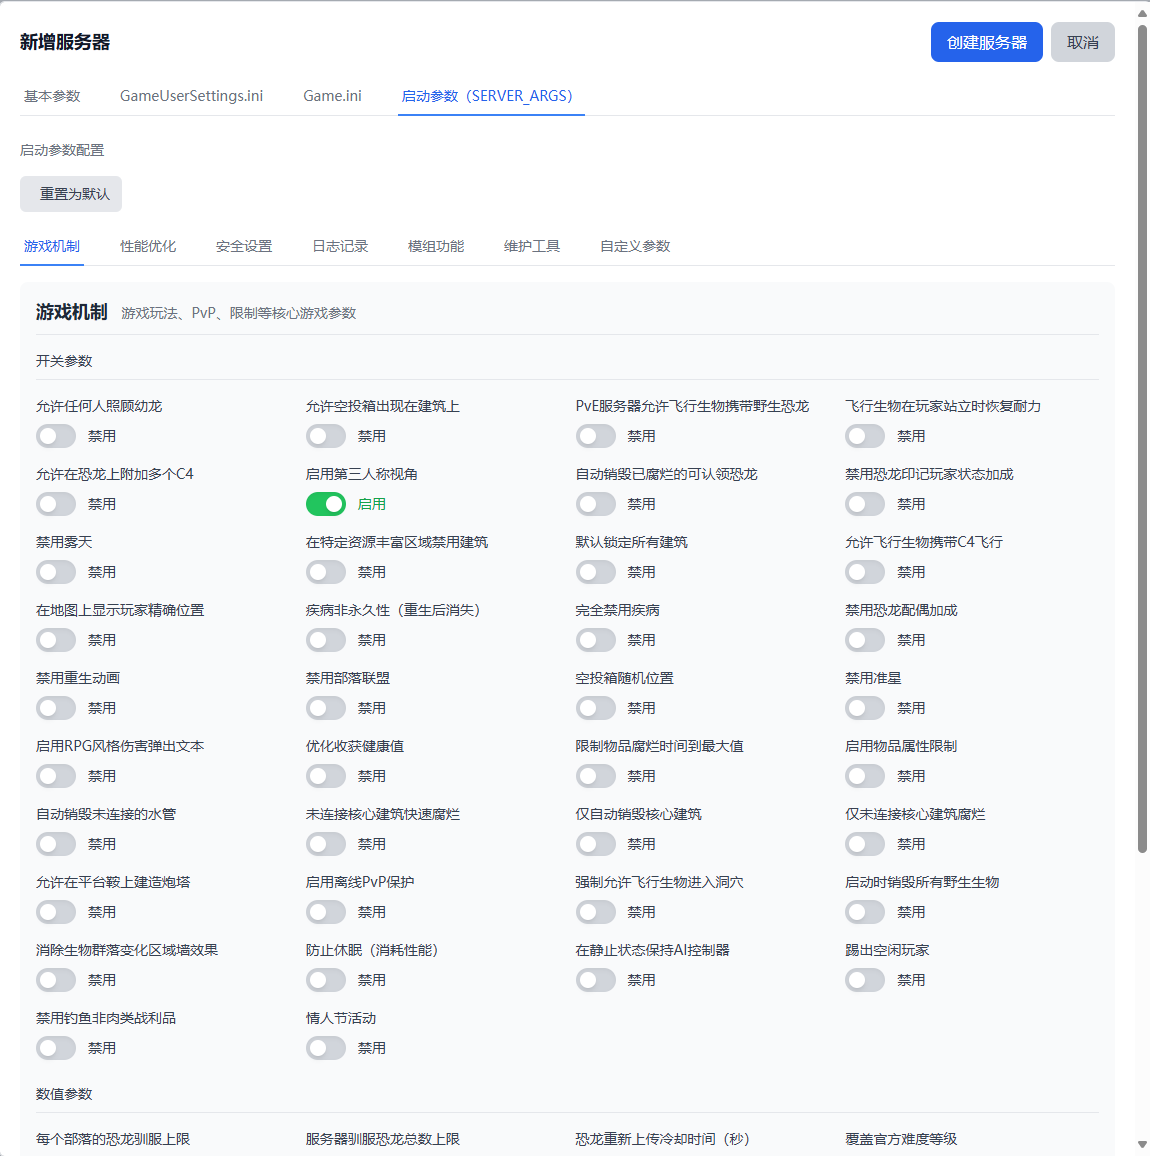 新增服务器
创建服务器 取消
基本参数 GameUserSettings.ini Game.ini 启动参数（SERVER_ARGS）
启动参数配置
重置为默认
游戏机制 性能优化 安全设置 日志记录 模组功能 维护工具 自定义参数
游戏机制 游戏玩法、PvP、限制等核心游戏参数
开关参数
允许任何人照顾幼龙 允许空投箱出现在建筑上 PvE服务器允许飞行生物携带野生恐龙 飞行生物在玩家站立时恢复耐力
禁用 禁用 禁用 禁用
允许在恐龙上附加多个C4 启用第三人称视角 自动销毁已腐烂的可认领恐龙 禁用恐龙印记玩家状态加成
禁用 启用 禁用 禁用
禁用雾天 在特定资源丰富区域禁用建筑 默认锁定所有建筑 允许飞行生物携带C4飞行
禁用 禁用 禁用 禁用
在地图上显示玩家精确位置 疾病非永久性（重生后消失） 完全禁用疾病 禁用恐龙配偶加成
禁用 禁用 禁用 禁用
禁用重生动画 禁用部落联盟 空投箱随机位置 禁用准星
禁用 禁用 禁用 禁用
启用RPG风格伤害弹出文本 优化收获健康值 限制物品腐烂时间到最大值 启用物品属性限制
禁用 禁用 禁用 禁用
自动销毁未连接的水管 未连接核心建筑快速腐烂 仅自动销毁核心建筑 仅未连接核心建筑腐烂
禁用 禁用 禁用 禁用
允许在平台鞍上建造炮塔 启用离线PvP保护 强制允许飞行生物进入洞穴 启动时销毁所有野生生物
禁用 禁用 禁用 禁用
消除生物群落变化区域墙效果 防止休眠（消耗性能） 在静止状态保持AI控制器 踢出空闲玩家
禁用 禁用 禁用 禁用
禁用钓鱼非肉类战利品 情人节活动
禁用 禁用
数值参数
每个部落的恐龙驯服上限 服务器驯服恐龙总数上限 恐龙重新上传冷却时间（秒） 覆盖官方难度等级